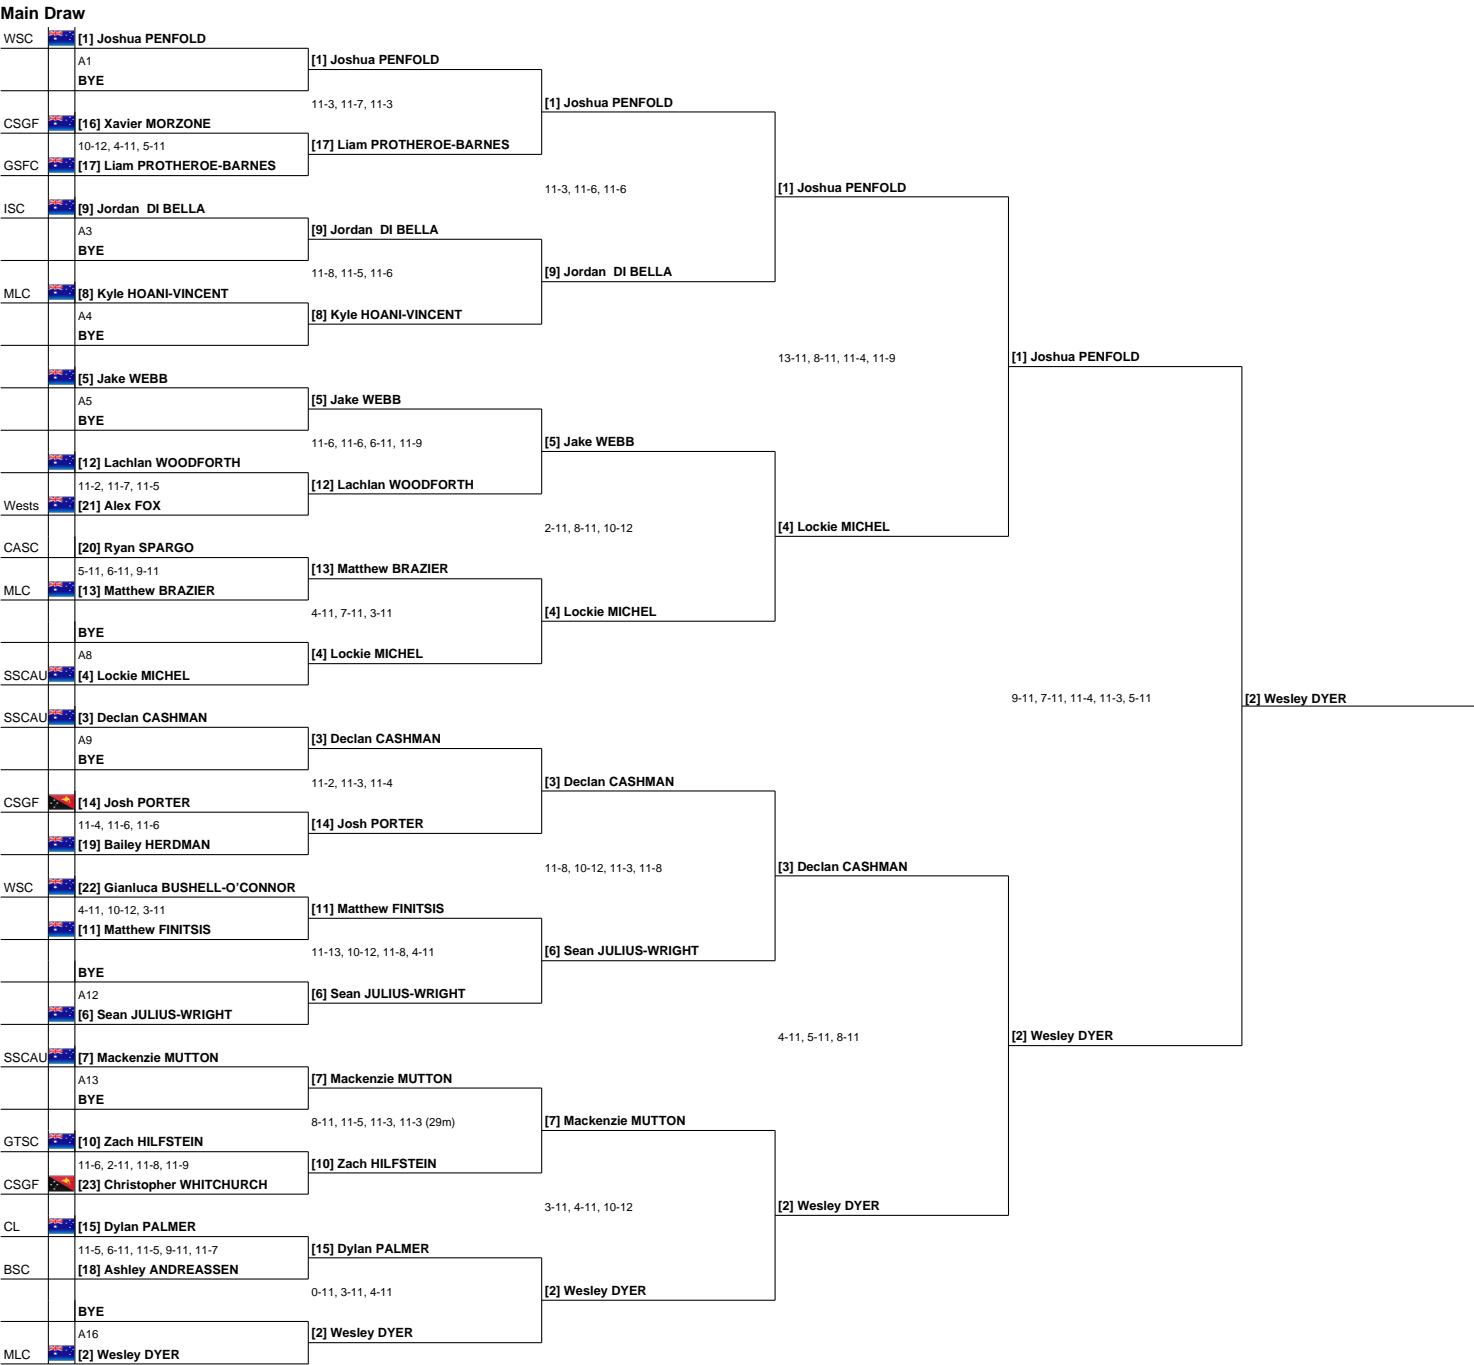 Main Draw
WSC [1] Joshua PENFOLD
A1 [1] Joshua PENFOLD
BYE
11-3, 11-7, 11-3 [1] Joshua PENFOLD
CSGF [16] Xavier MORZONE
10-12, 4-11, 5-11 [17] Liam PROTHEROE-BARNES
GSFC [17] Liam PROTHEROE-BARNES
11-3, 11-6, 11-6 [1] Joshua PENFOLD
ISC [9] Jordan DI BELLA
A3 [9] Jordan DI BELLA
BYE
11-8, 11-5, 11-6 [9] Jordan DI BELLA
MLC [8] Kyle HOANI-VINCENT
A4 [8] Kyle HOANI-VINCENT
BYE
13-11, 8-11, 11-4, 11-9 [1] Joshua PENFOLD
[5] Jake WEBB
A5 [5] Jake WEBB
BYE
11-6, 11-6, 6-11, 11-9 [5] Jake WEBB
[12] Lachlan WOODFORTH
11-2, 11-7, 11-5 [12] Lachlan WOODFORTH
Wests [21] Alex FOX
2-11, 8-11, 10-12 [4] Lockie MICHEL
CASC [20] Ryan SPARGO
5-11, 6-11, 9-11 [13] Matthew BRAZIER
MLC [13] Matthew BRAZIER
4-11, 7-11, 3-11 [4] Lockie MICHEL
BYE
A8 [4] Lockie MICHEL
SSCAU [4] Lockie MICHEL
9-11, 7-11, 11-4, 11-3, 5-11 [2] Wesley DYER
SSCAU [3] Declan CASHMAN
A9 [3] Declan CASHMAN
BYE
11-2, 11-3, 11-4 [3] Declan CASHMAN
CSGF [14] Josh PORTER
11-4, 11-6, 11-6 [14] Josh PORTER
[19] Bailey HERDMAN
11-8, 10-12, 11-3, 11-8 [3] Declan CASHMAN
WSC [22] Gianluca BUSHELL-O'CONNOR
4-11, 10-12, 3-11 [11] Matthew FINITSIS
[11] Matthew FINITSIS
11-13, 10-12, 11-8, 4-11 [6] Sean JULIUS-WRIGHT
BYE
A12 [6] Sean JULIUS-WRIGHT
[6] Sean JULIUS-WRIGHT
4-11, 5-11, 8-11 [2] Wesley DYER
SSCAU [7] Mackenzie MUTTON
A13 [7] Mackenzie MUTTON
BYE
8-11, 11-5, 11-3, 11-3 (29m) [7] Mackenzie MUTTON
GTSC [10] Zach HILFSTEIN
11-6, 2-11, 11-8, 11-9 [10] Zach HILFSTEIN
CSGF [23] Christopher WHITCHURCH
3-11, 4-11, 10-12 [2] Wesley DYER
CL [15] Dylan PALMER
11-5, 6-11, 11-5, 9-11, 11-7 [15] Dylan PALMER
BSC [18] Ashley ANDREASSEN
0-11, 3-11, 4-11 [2] Wesley DYER
BYE
A16 [2] Wesley DYER
MLC [2] Wesley DYER